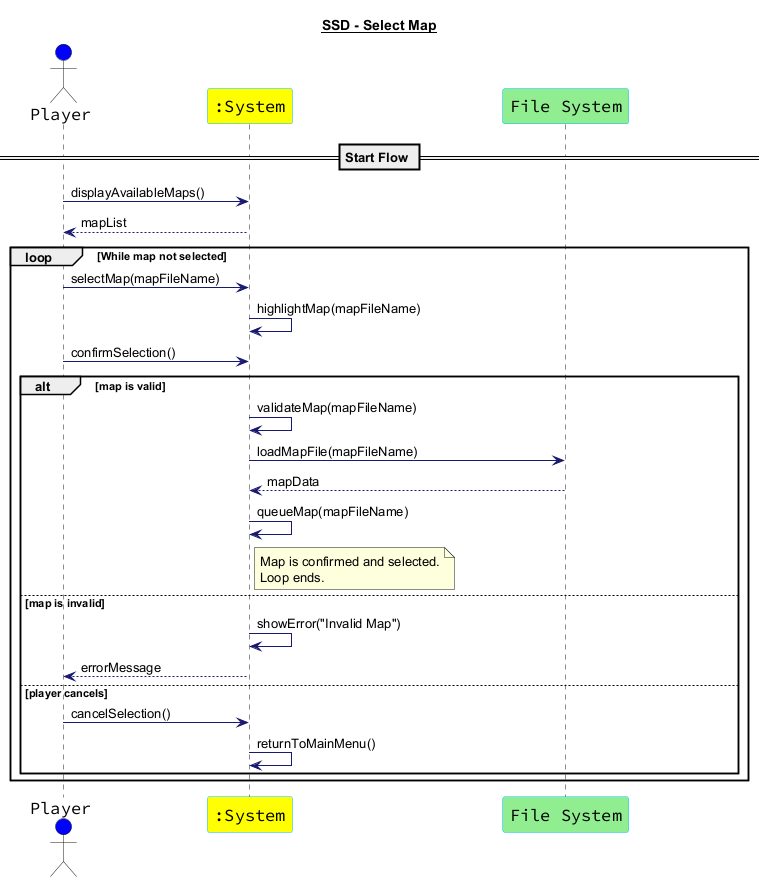 SSD - Select Map
Player
:System
File System
Start Flow
displayAvailableMaps()
mapList
loop [While map not selected]
selectMap(mapFileName)
highlightMap(mapFileName)
confirmSelection()
alt [map is valid]
validateMap(mapFileName)
loadMapFile(mapFileName)
mapData
queueMap(mapFileName)
Map is confirmed and selected.
Loop ends.
[map is invalid]
showError("Invalid Map")
errorMessage
[player cancels]
cancelSelection()
returnToMainMenu()
Player
:System
File System